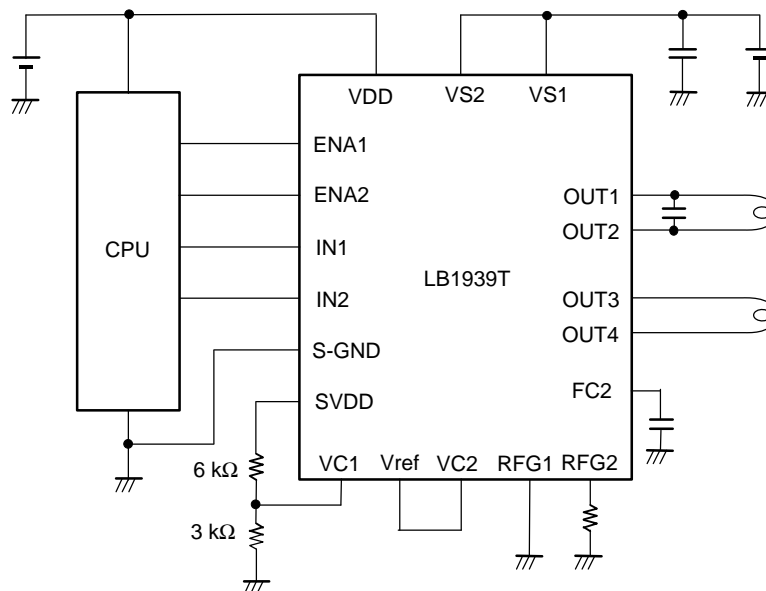 VDD
VS2
VS1
ENA1
ENA2
IN1
IN2
S-GND
SVDD
CPU
LB1939T
OUT1
OUT2
OUT3
OUT4
FC2
6 kΩ
VC1
Vref
VC2
RFG1
RFG2
3 kΩ